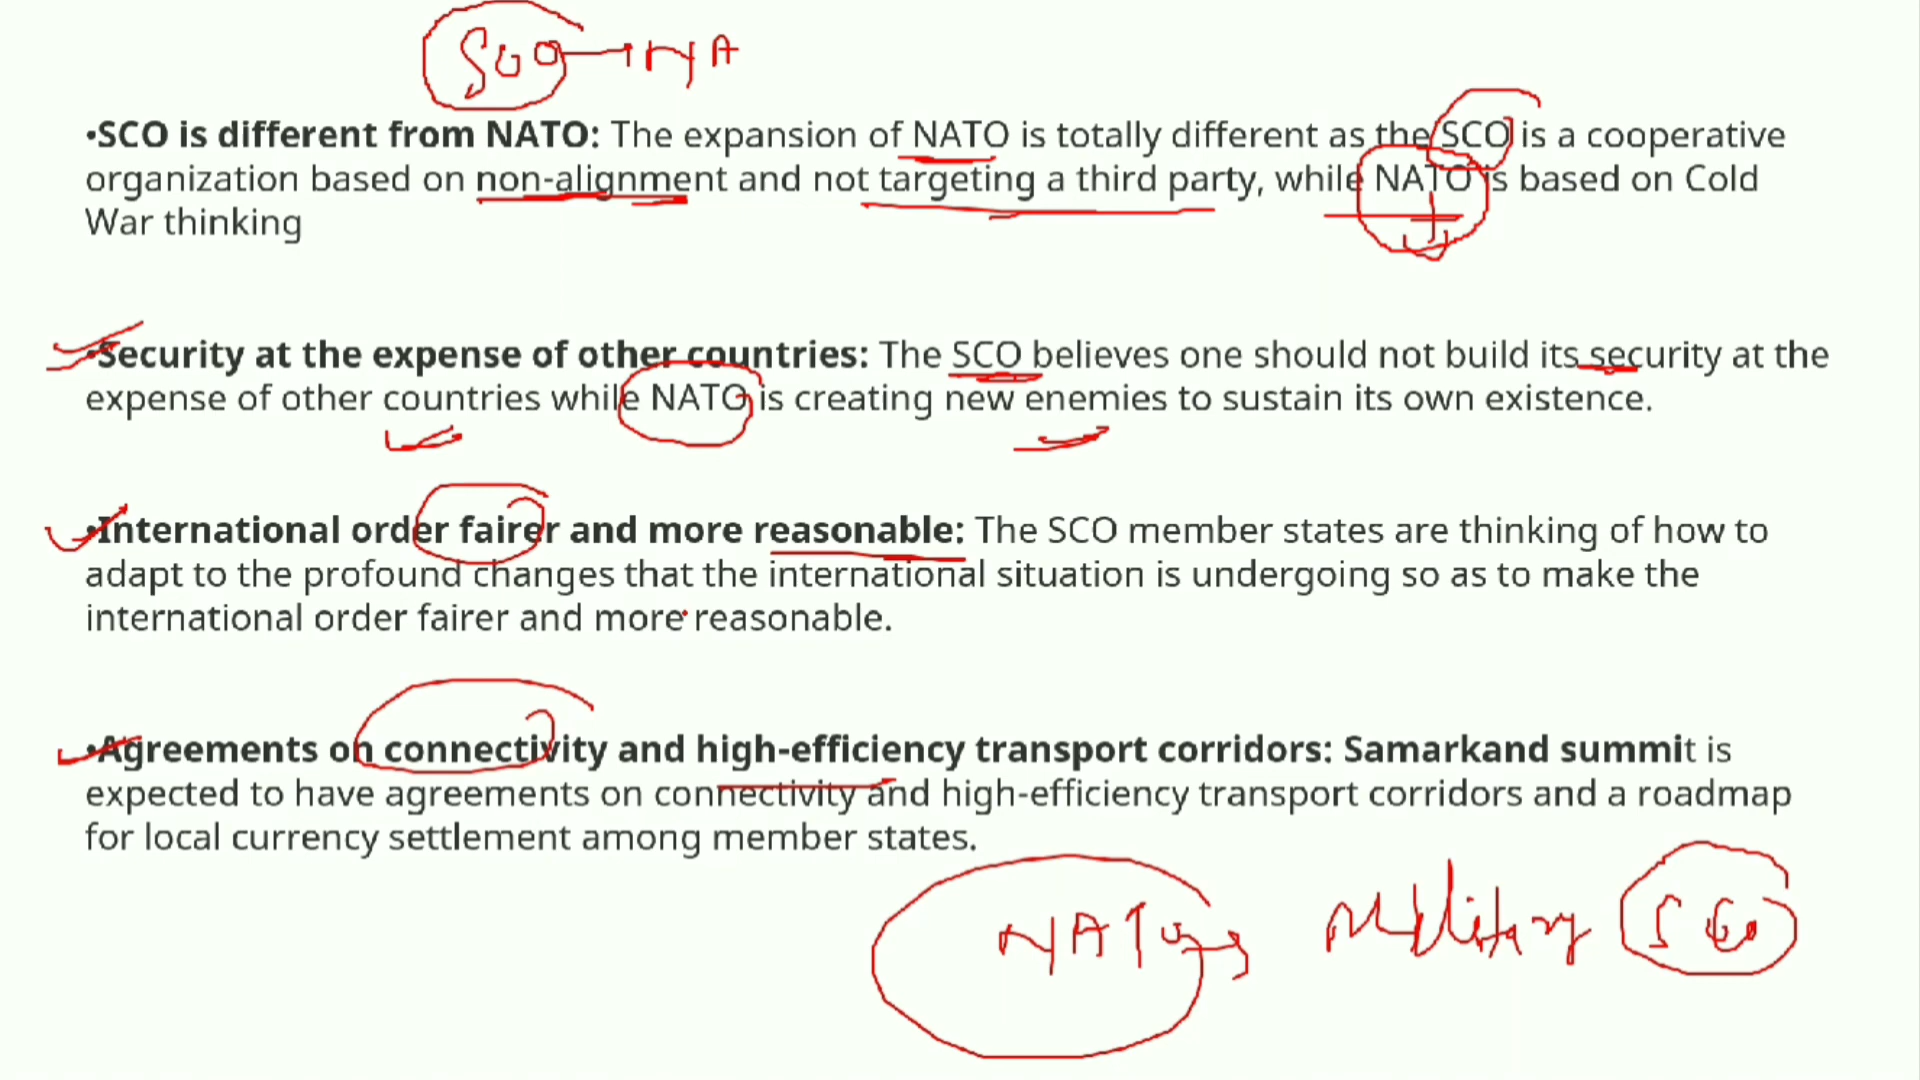 SCO → NA
•SCO is different from NATO: The expansion of NATO is totally different as the SCO is a cooperative
organization based on non-alignment and not targeting a third party, while NATO is based on Cold
War thinking
•Security at the expense of other countries: The SCO believes one should not build its security at the
expense of other countries while NATO is creating new enemies to sustain its own existence.
•International order fairer and more reasonable: The SCO member states are thinking of how to
adapt to the profound changes that the international situation is undergoing so as to make the
international order fairer and more reasonable.
•Agreements on connectivity and high-efficiency transport corridors: Samarkand summit is
expected to have agreements on connectivity and high-efficiency transport corridors and a roadmap
for local currency settlement among member states.
NATO → Military SCO